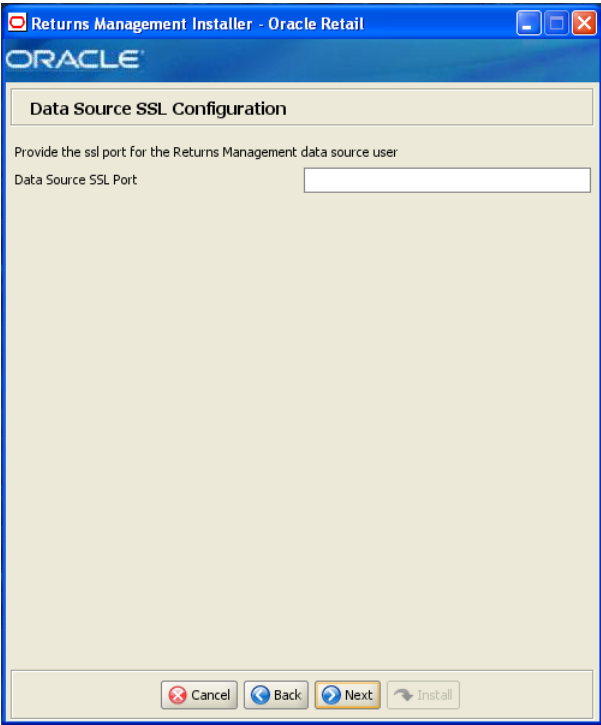 Returns Management Installer - Oracle Retail
ORACLE
Data Source SSL Configuration
Provide the ssl port for the Returns Management data source user
Data Source SSL Port
Cancel Back Next Install